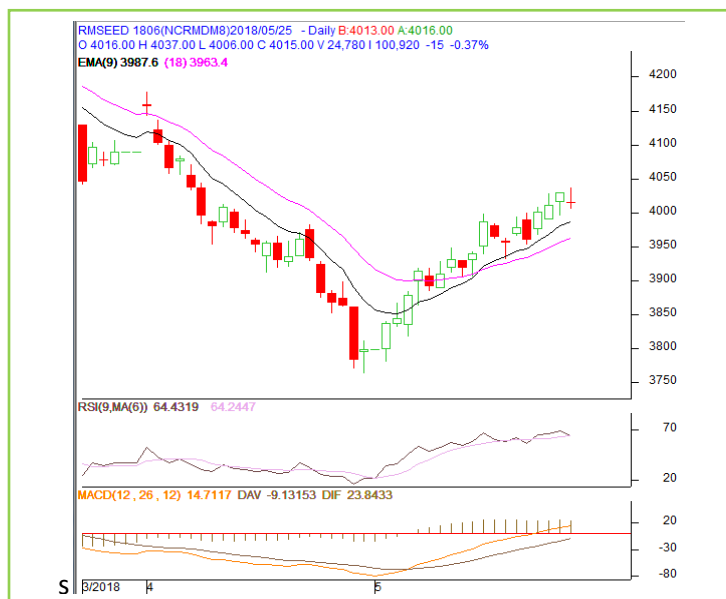 RMSEED 1806(NCRMDM8)2018/05/25 - Daily B:4013.00 A:4016.00
O 4016.00 H 4037.00 L 4006.00 C 4015.00 V 24,780 I 100,920 -15 -0.37%
EMA(9) 3987.6 (18) 3963.4
4200
4150
4100
4050
4000
3950
3900
3850
3800
3750
RSI(9,MA(6)) 64.4319 64.2447
70
20
MACD(12 , 26 , 12) 14.7117 DAV -9.13153 DIF 23.8433
20
-30
-80
S 3/2018 4 5